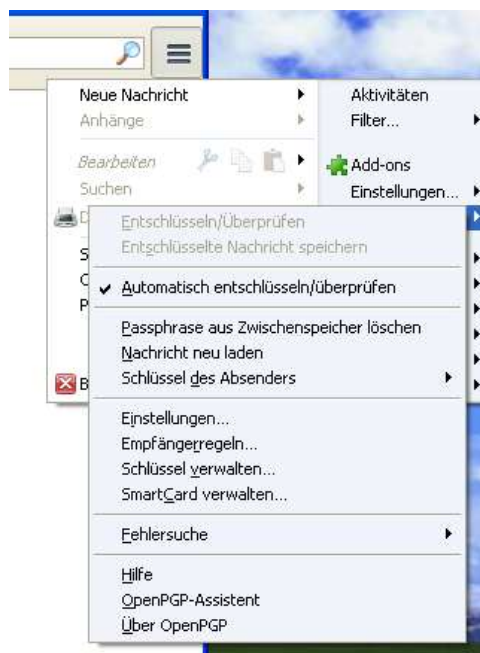 Neue Nachricht
Anhänge
Bearbeiten
Suchen
D
S
C
P
B
Aktivitäten
Filter...
Add-ons
Einstellungen...
Entschlüsseln/Überprüfen
Entschlüsselte Nachricht speichern
Automatisch entschlüsseln/überprüfen
Passphrase aus Zwischenspeicher löschen
Nachricht neu laden
Schlüssel des Absenders
Einstellungen...
Empfängerregeln...
Schlüssel verwalten...
SmartCard verwalten...
Fehlersuche
Hilfe
OpenPGP-Assistent
Über OpenPGP